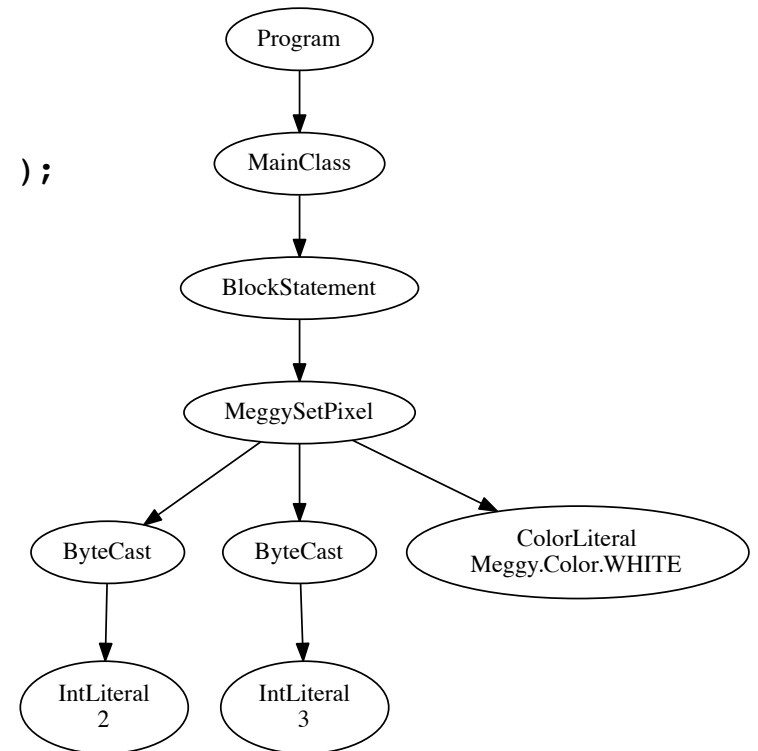 Program
MainClass
);
BlockStatement
MeggySetPixel
ByteCast
ByteCast
ColorLiteral
Meggy.Color.WHITE
IntLiteral
2
IntLiteral
3